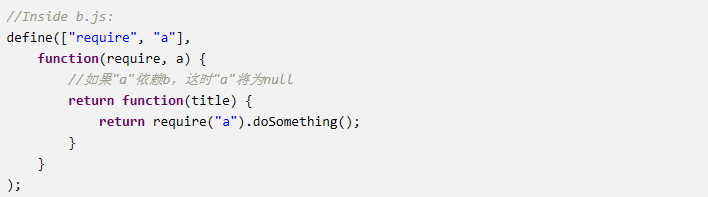 //Inside b.js:
define(["require", "a"],
    function(require, a) {
        //如果"a"依赖b，这时"a"将为null
        return function(title) {
            return require("a").doSomething();
        }
    }
);